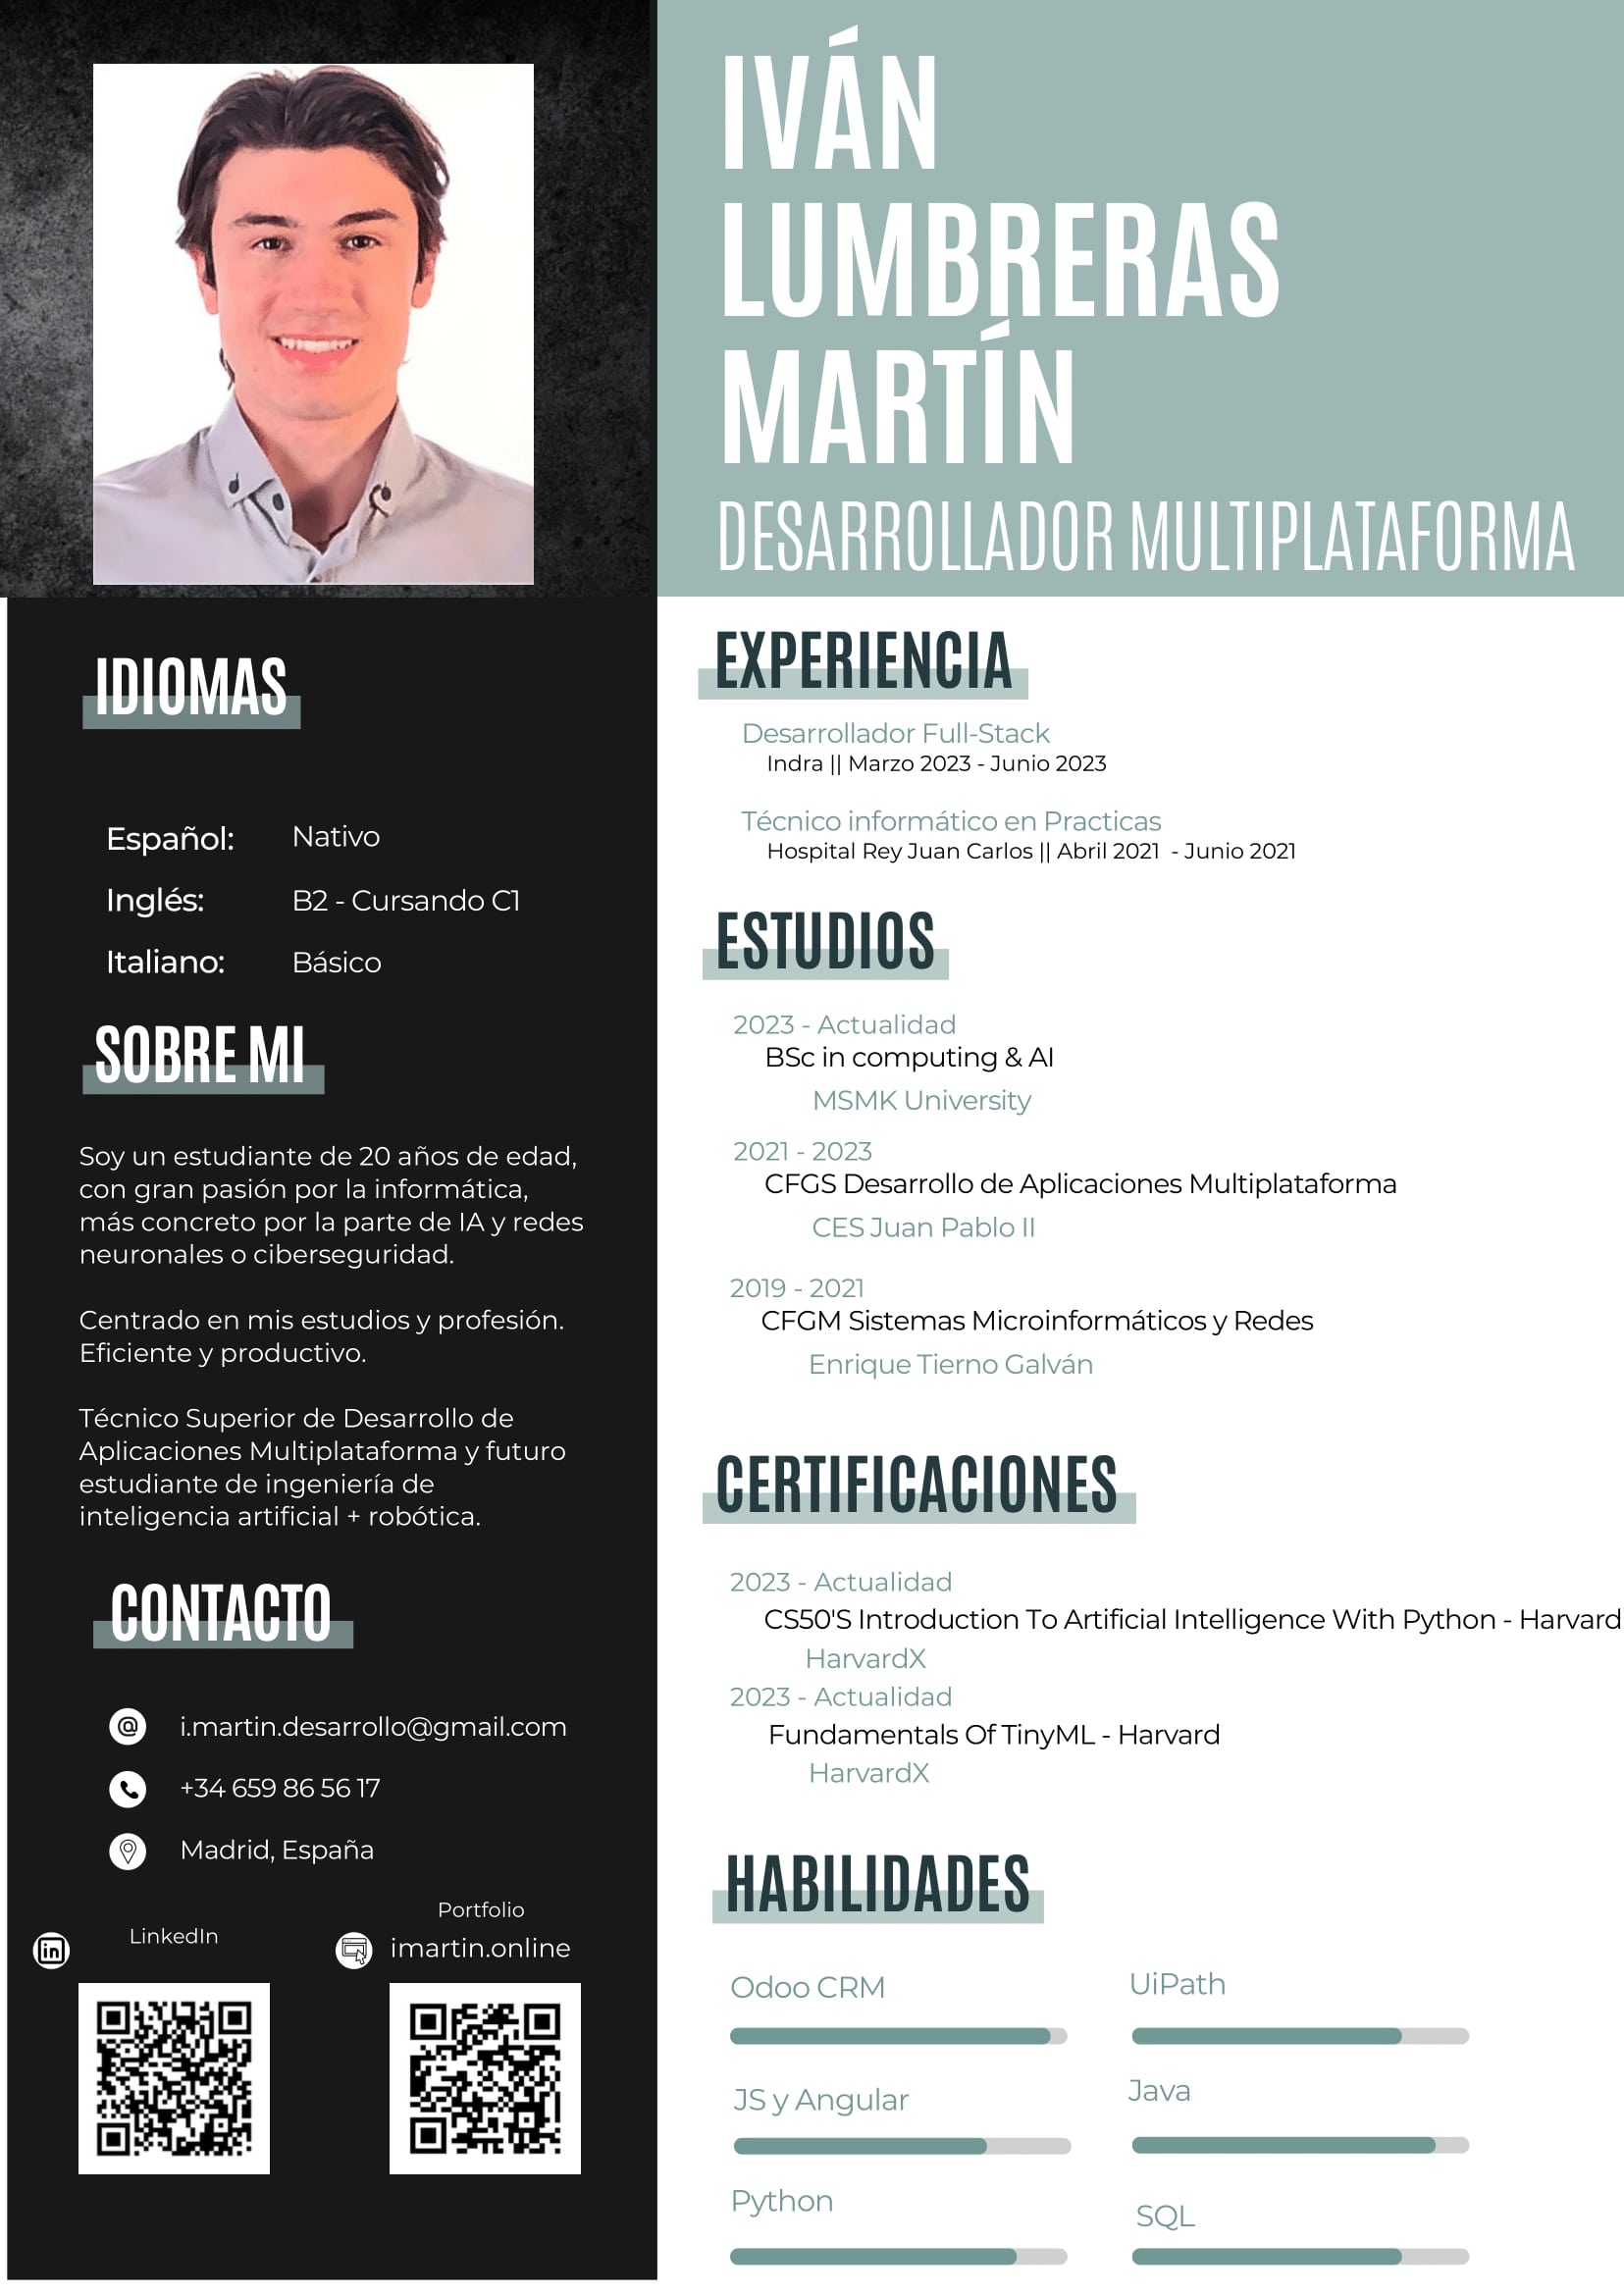 IVÁN
LUMBRERAS
MARTÍN
DESARROLLADOR MULTIPLATAFORMA
IDIOMAS
Español: Nativo
Inglés: B2 - Cursando C1
Italiano: Básico
SOBRE MI
Soy un estudiante de 20 años de edad,
con gran pasión por la informática,
más concreto por la parte de IA y redes
neuronales o ciberseguridad.
Centrado en mis estudios y profesión.
Eficiente y productivo.
Técnico Superior de Desarrollo de
Aplicaciones Multiplataforma y futuro
estudiante de ingeniería de
inteligencia artificial + robótica.
CONTACTO
@ i.martin.desarrollo@gmail.com
+34 659 86 56 17
Madrid, España
in LinkedIn
Portfolio
imartin.online
EXPERIENCIA
Desarrollador Full-Stack
Indra || Marzo 2023 - Junio 2023
Técnico informático en Practicas
Hospital Rey Juan Carlos || Abril 2021 - Junio 2021
ESTUDIOS
2023 - Actualidad
BSc in computing & AI
MSMK University
2021 - 2023
CFGS Desarrollo de Aplicaciones Multiplataforma
CES Juan Pablo II
2019 - 2021
CFGM Sistemas Microinformáticos y Redes
Enrique Tierno Galván
CERTIFICACIONES
2023 - Actualidad
CS50'S Introduction To Artificial Intelligence With Python - Harvard
HarvardX
2023 - Actualidad
Fundamentals Of TinyML - Harvard
HarvardX
HABILIDADES
Odoo CRM
UiPath
JS y Angular
Java
Python
SQL